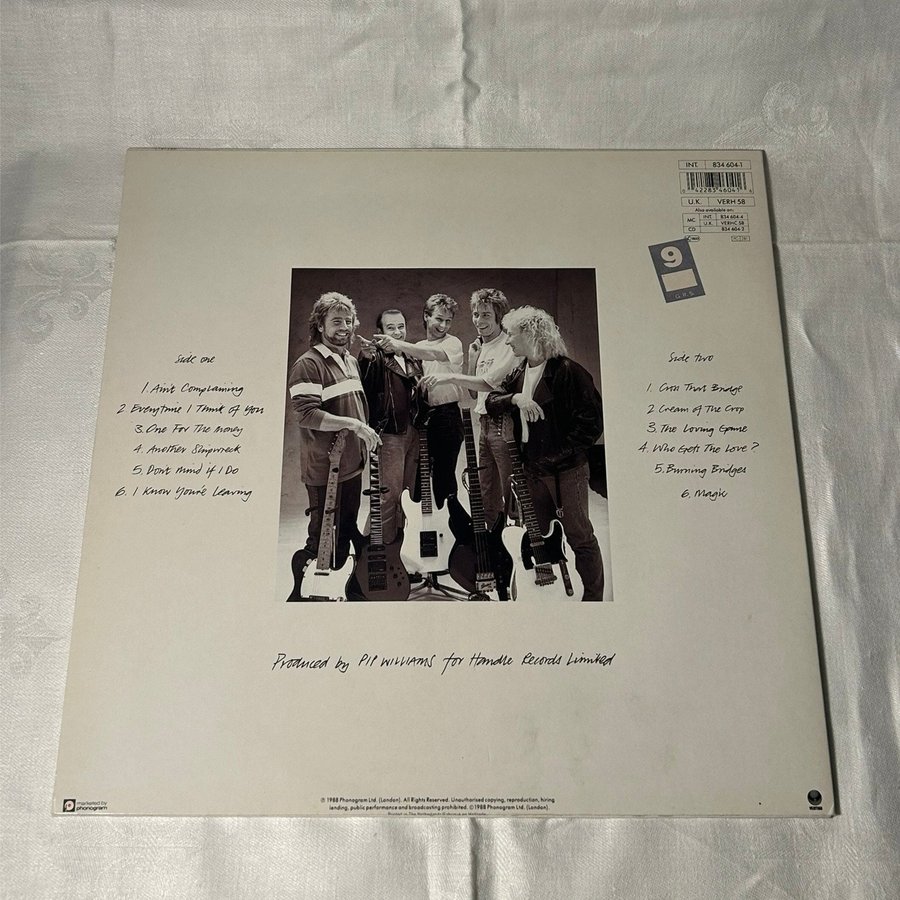 INT. 834 604-1
0 42283 46041 6
U.K. VERH 58
Also available on:
MC INT. 834 604-4
U.K. VERHC 58
CD 834 604 2
9
G.R.S.
Side one
1. Ain't Complaining
2. Everytime I Think of You
3. One For The Money
4. Another Shipwreck
5. Don't Mind If I Do
6. I Know You're Leaving
Side two
1. Cross That Bridge
2. Cream of The Crop
3. The Loving Game
4. Who Gets The Love?
5. Burning Bridges
6. Magic
Produced by PIP WILLIAMS for Handle Records Limited
marketed by
phonogram
℗ 1988 Phonogram Ltd. (London). All Rights Reserved. Unauthorised copying, reproduction, hiring
lending, public performance and broadcasting prohibited. © 1988 Phonogram Ltd. (London).
VERTIGO